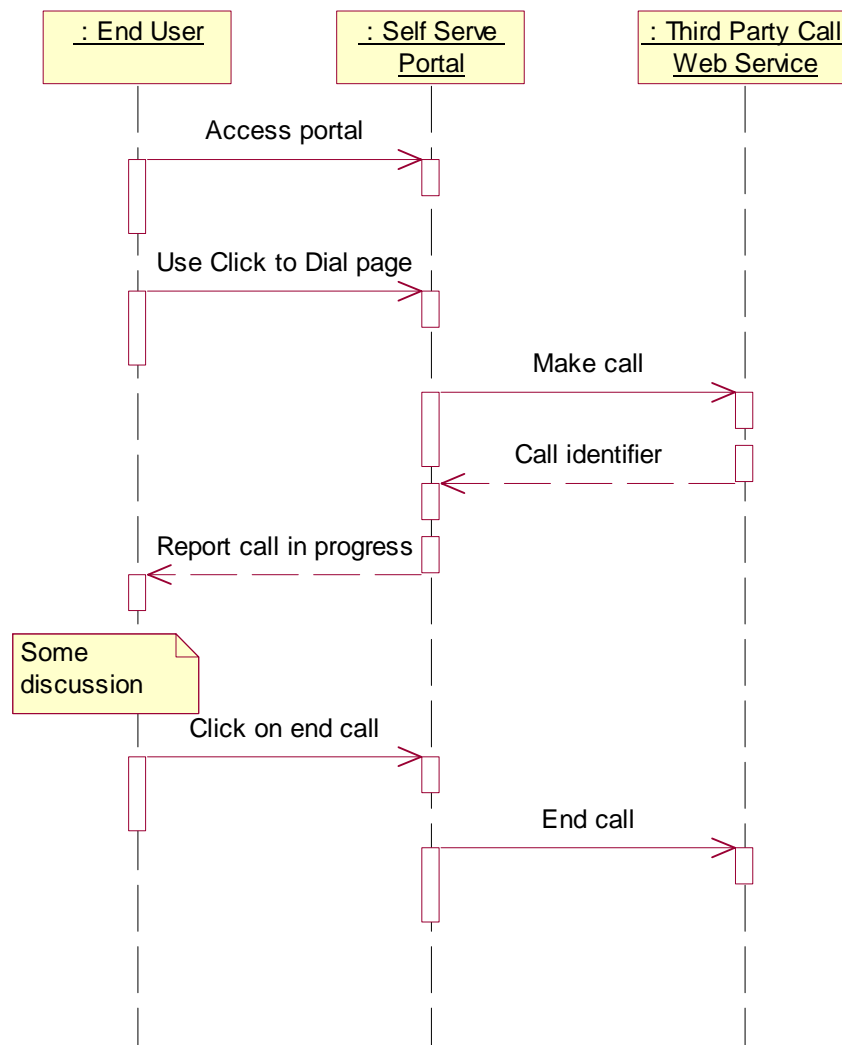 : End User
: Self Serve
Portal
: Third Party Call
Web Service
Access portal
Use Click to Dial page
Make call
Call identifier
Report call in progress
Some
discussion
Click on end call
End call